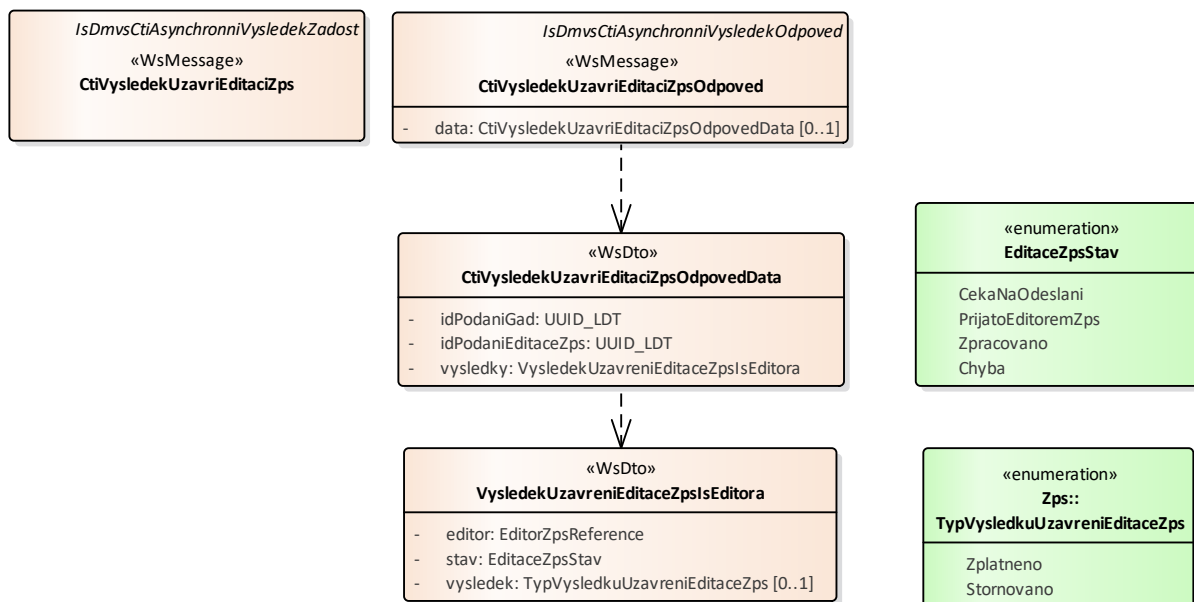 IsDmvsCtiAsynchronniVysledekZadost
«WsMessage»
CtiVysledekUzavriEditaciZps
IsDmvsCtiAsynchronniVysledekOdpoved
«WsMessage»
CtiVysledekUzavriEditaciZpsOdpoved
- data: CtiVysledekUzavriEditaciZpsOdpovedData [0..1]
«WsDto»
CtiVysledekUzavriEditaciZpsOdpovedData
- idPodaniGad: UUID_LDT
- idPodaniEditaceZps: UUID_LDT
- vysledky: VysledekUzavreniEditaceZpsIsEditora
«enumeration»
EditaceZpsStav
CekaNaOdeslani
PrijatoEditoremZps
Zpracovano
Chyba
«WsDto»
VysledekUzavreniEditaceZpsIsEditora
- editor: EditorZpsReference
- stav: EditaceZpsStav
- vysledek: TypVysledkuUzavreniEditaceZps [0..1]
«enumeration»
Zps::
TypVysledkuUzavreniEditaceZps
Zplatneno
Stornovano